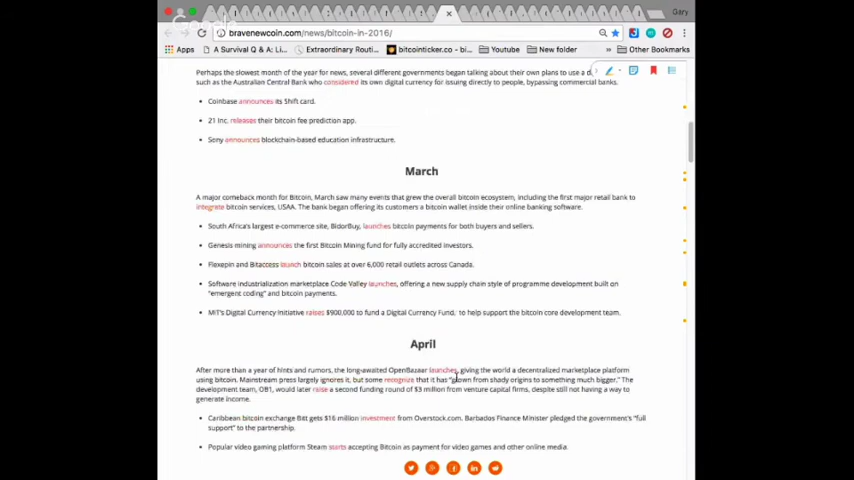 Gary
Google
bravenewcoin.com/news/bitcoin-in-2016/
Apps A Survival Q & A: Livi... Extraordinary Routi... bitcointicker.co - bi... Youtube New folder » Other Bookmarks
Perhaps the slowest month of the year for news, several different governments began talking about their own plans to use a
such as the Australian Central Bank who considered its own digital currency for issuing directly to people, bypassing commercial banks.
• Coinbase announces its Shift card.
• 21 Inc. releases their bitcoin fee prediction app.
• Sony announces blockchain-based education infrastructure.
March
A major comeback month for Bitcoin, March saw many events that grew the overall bitcoin ecosystem, including the first major retail bank to
integrate bitcoin services, USAA. The bank began offering its customers a bitcoin wallet inside their online banking software.
• South Africa's largest e-commerce site, BidorBuy, launches bitcoin payments for both buyers and sellers.
• Genesis mining announces the first Bitcoin Mining fund for fully accredited investors.
• Flexepin and Bitaccess launch bitcoin sales at over 6,000 retail outlets across Canada.
• Software industrialization marketplace Code Valley launches, offering a new supply chain style of programme development built on
"emergent coding" and bitcoin payments.
• MIT's Digital Currency Initiative raises $900,000 to fund a Digital Currency Fund, to help support the bitcoin core development team.
April
After more than a year of hints and rumors, the long-awaited OpenBazaar launches, giving the world a decentralized marketplace platform
using bitcoin. Mainstream press largely ignores it, but some recognize that it has "grown from shady origins to something much bigger." The
development team, OB1, would later raise a second funding round of $3 million from venture capital firms, despite still not having a way to
generate income.
• Caribbean bitcoin exchange Bitt gets $16 million investment from Overstock.com. Barbados Finance Minister pledged the government's "full
support" to the partnership.
• Popular video gaming platform Steam starts accepting Bitcoin as payment for video games and other online media.